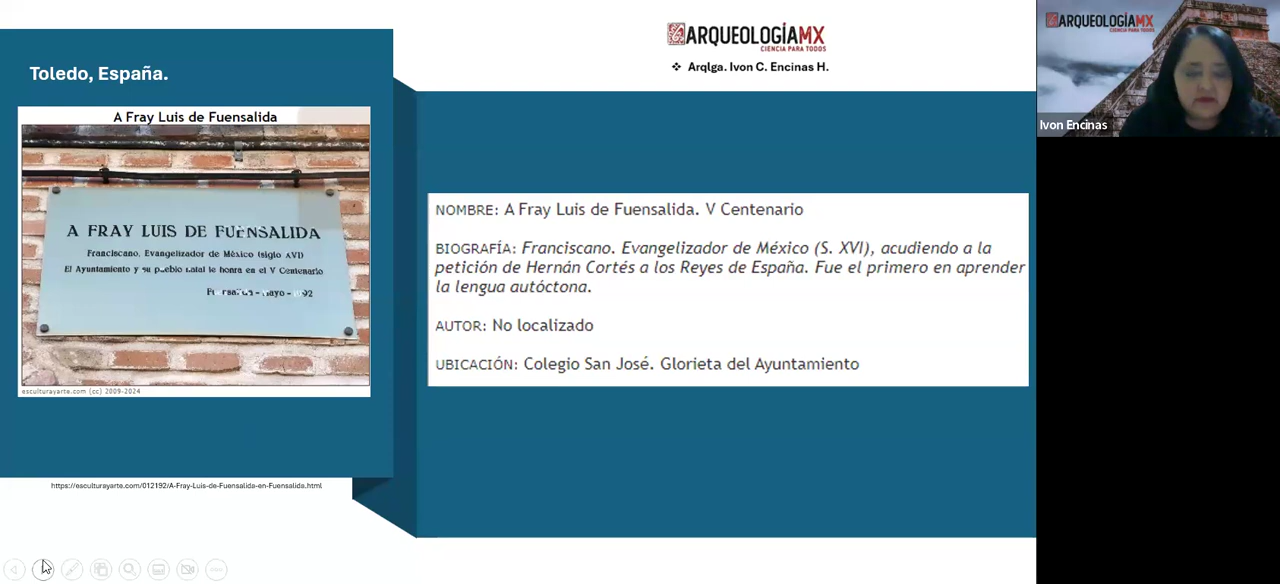 Toledo, España.
A Fray Luis de Fuensalida
A FRAY LUIS DE FUENSALIDA
Franciscano, Evangelizador de México (siglo XVI)
El Ayuntamiento y su pueblo natal le honra en el V Centenario
esculturayarte.com (cc) 2009-2024
https://esculturayarte.com/012192/A-Fray-Luis-de-Fuensalida-en-Fuensalida.html
ARQUEOLOGÍAMX
CIENCIA PARA TODOS
❖ Arqlga. Ivon C. Encinas H.
NOMBRE: A Fray Luis de Fuensalida. V Centenario
BIOGRAFÍA: Franciscano. Evangelizador de México (S. XVI), acudiendo a la
petición de Hernán Cortés a los Reyes de España. Fue el primero en aprender
la lengua autóctona.
AUTOR: No localizado
UBICACIÓN: Colegio San José. Glorieta del Ayuntamiento
ARQUEOLOGÍAMX
CIENCIA PARA TODOS
Ivon Encinas